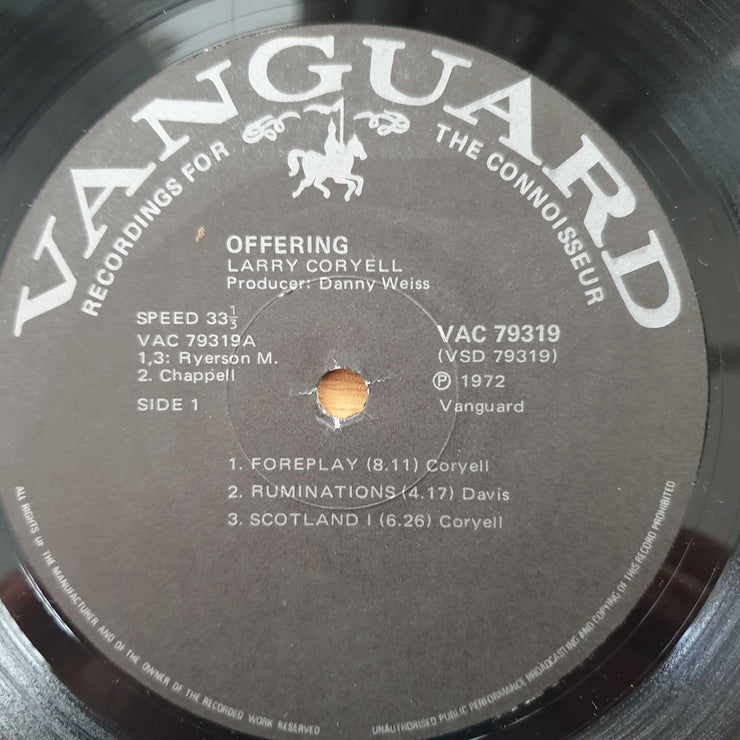 VANGUARD
RECORDINGS FOR THE CONNOISSEUR
OFFERING
LARRY CORYELL
Producer: Danny Weiss
SPEED 33⅓
VAC 79319A
1,3: Ryerson M.
2. Chappell
SIDE 1
VAC 79319
(VSD 79319)
℗ 1972
Vanguard
1. FOREPLAY (8.11) Coryell
2. RUMINATIONS (4.17) Davis
3. SCOTLAND I (6.26) Coryell
ALL RIGHTS OF THE MANUFACTURER AND OF THE OWNER OF THE RECORDED WORK RESERVED
UNAUTHORISED PUBLIC PERFORMANCE BROADCASTING AND COPYING OF THIS RECORD PROHIBITED